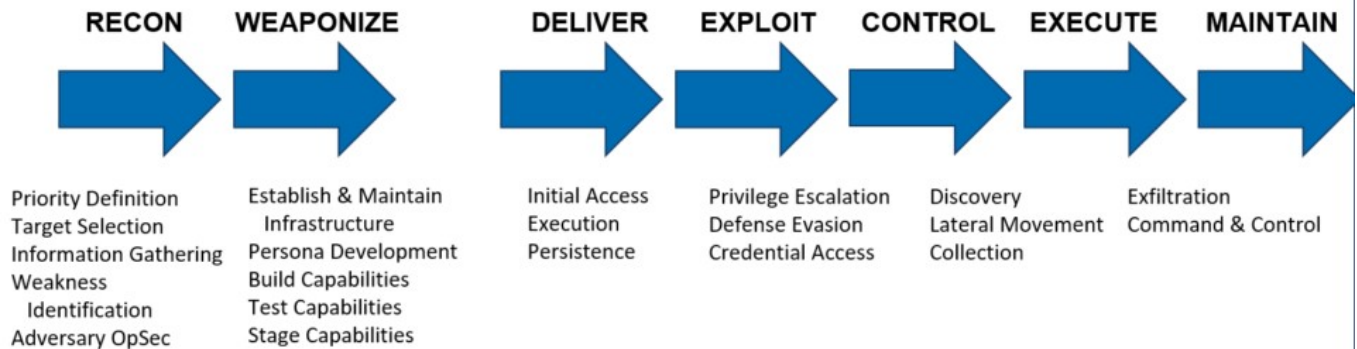 RECON WEAPONIZE DELIVER EXPLOIT CONTROL EXECUTE MAINTAIN
Priority Definition
Target Selection
Information Gathering
Weakness
Identification
Adversary OpSec
Establish & Maintain
Infrastructure
Persona Development
Build Capabilities
Test Capabilities
Stage Capabilities
Initial Access
Execution
Persistence
Privilege Escalation
Defense Evasion
Credential Access
Discovery
Lateral Movement
Collection
Exfiltration
Command & Control